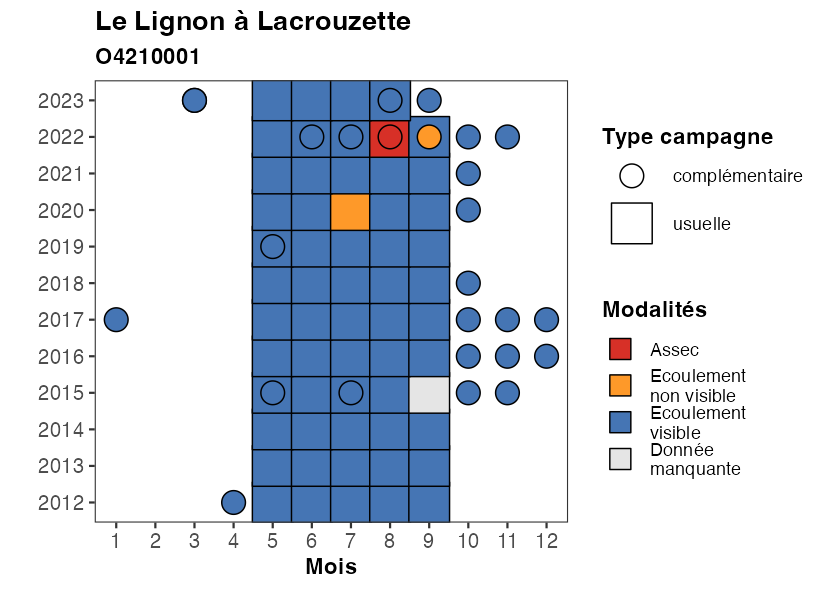 Le Lignon à Lacrouzette
O4210001
2023
2022
2021
2020
2019
2018
2017
2016
2015
2014
2013
2012
1 2 3 4 5 6 7 8 9 10 11 12
Mois
Type campagne
complémentaire
usuelle
Modalités
Assec
Ecoulement
non visible
Ecoulement
visible
Donnée
manquante